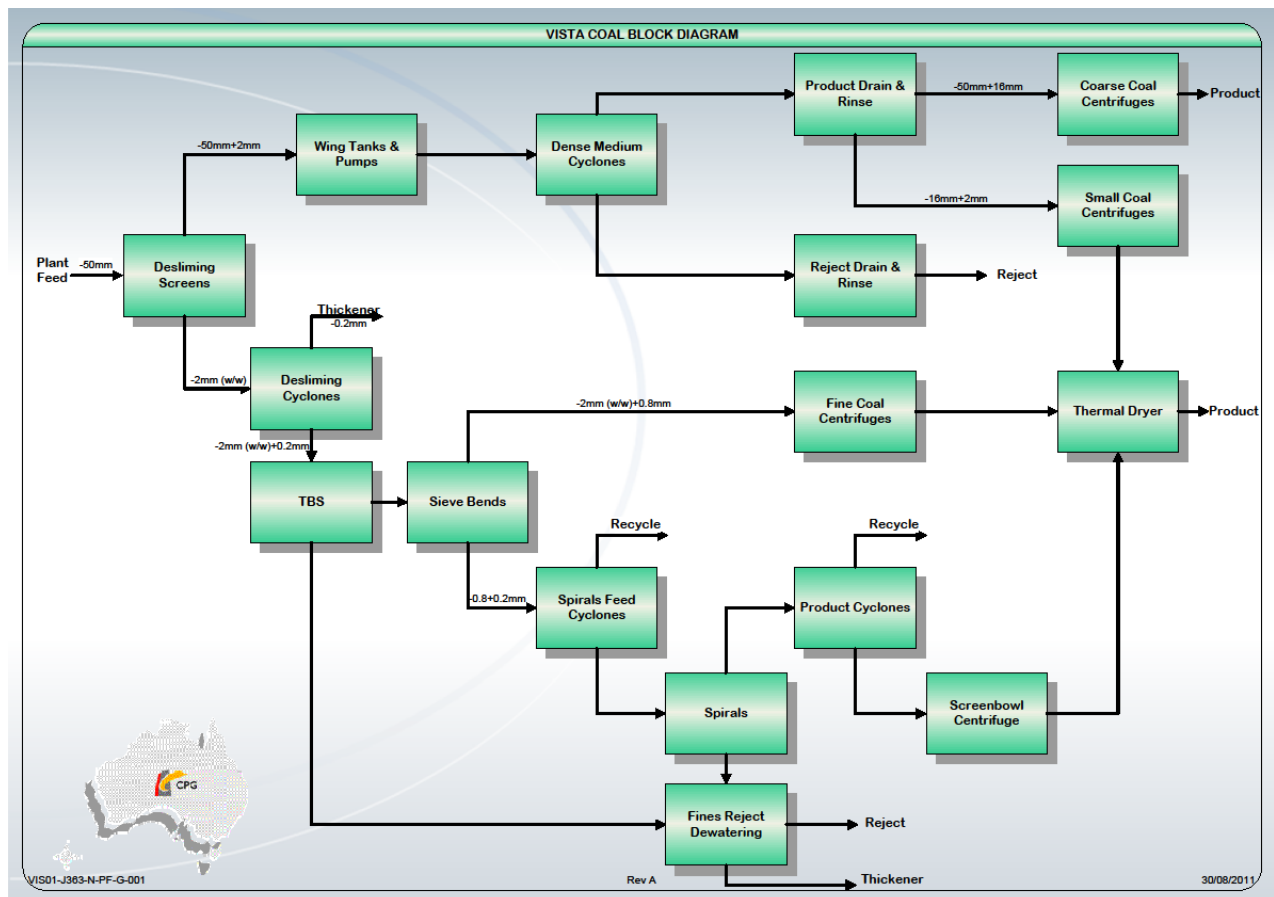 VISTA COAL BLOCK DIAGRAM
Product Drain &
Rinse
-50mm+16mm
Coarse Coal
Centrifuges
Product
-50mm+2mm
Wing Tanks &
Pumps
Dense Medium
Cyclones
-16mm+2mm
Small Coal
Centrifuges
Plant
Feed
-50mm
Desliming
Screens
Reject Drain &
Rinse
Reject
Thickener
-0.2mm
-2mm (w/w)
Desliming
Cyclones
-2mm (w/w)+0.8mm
Fine Coal
Centrifuges
Thermal Dryer
Product
-2mm (w/w)+0.2mm
TBS
Sieve Bends
Recycle
Recycle
-0.8+0.2mm
Spirals Feed
Cyclones
Product Cyclones
Spirals
Screenbowl
Centrifuge
CPG
Fines Reject
Dewatering
Reject
Thickener
VIS01-J363-N-PF-G-001
Rev A
30/08/2011